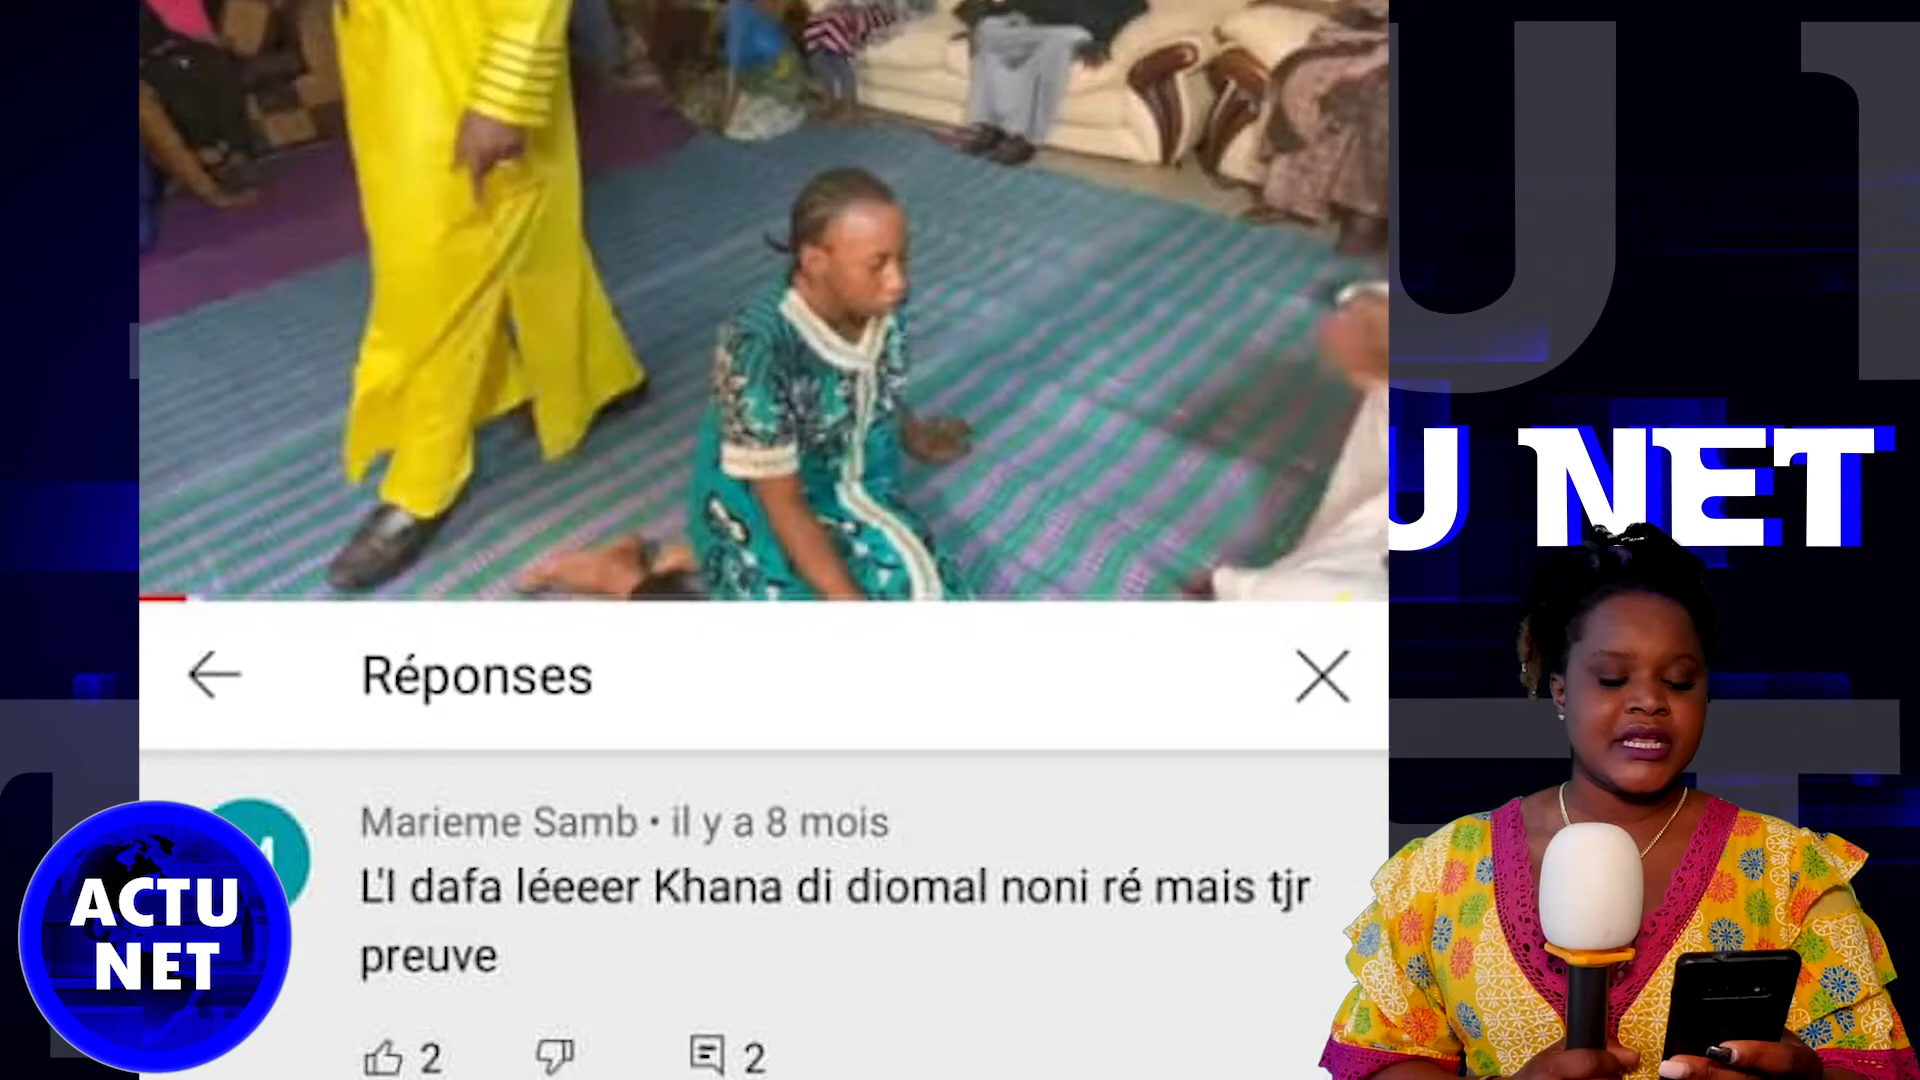 U NET
Réponses
Marieme Samb • il y a 8 mois
L'I dafa léeeer Khana di diomal noni ré mais tjr
preuve
2
2
ACTU
NET